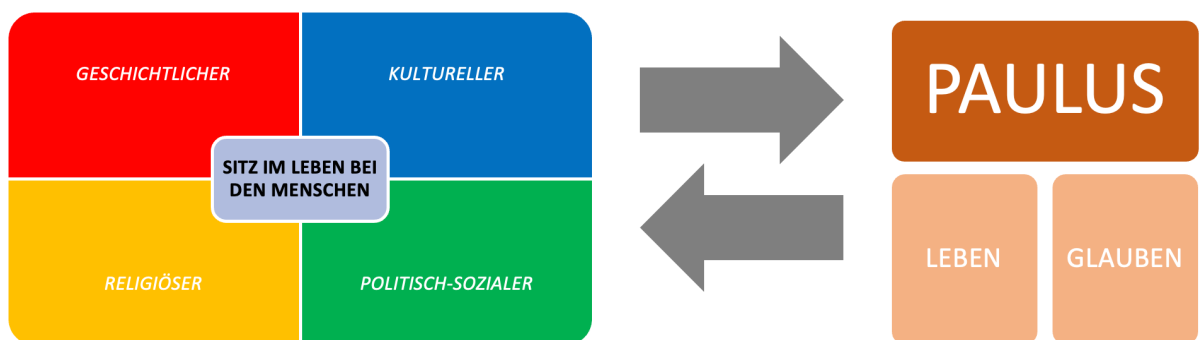 GESCHICHTLICHER
KULTURELLER
SITZ IM LEBEN BEI
DEN MENSCHEN
RELIGIÖSER
POLITISCH-SOZIALER
PAULUS
LEBEN
GLAUBEN